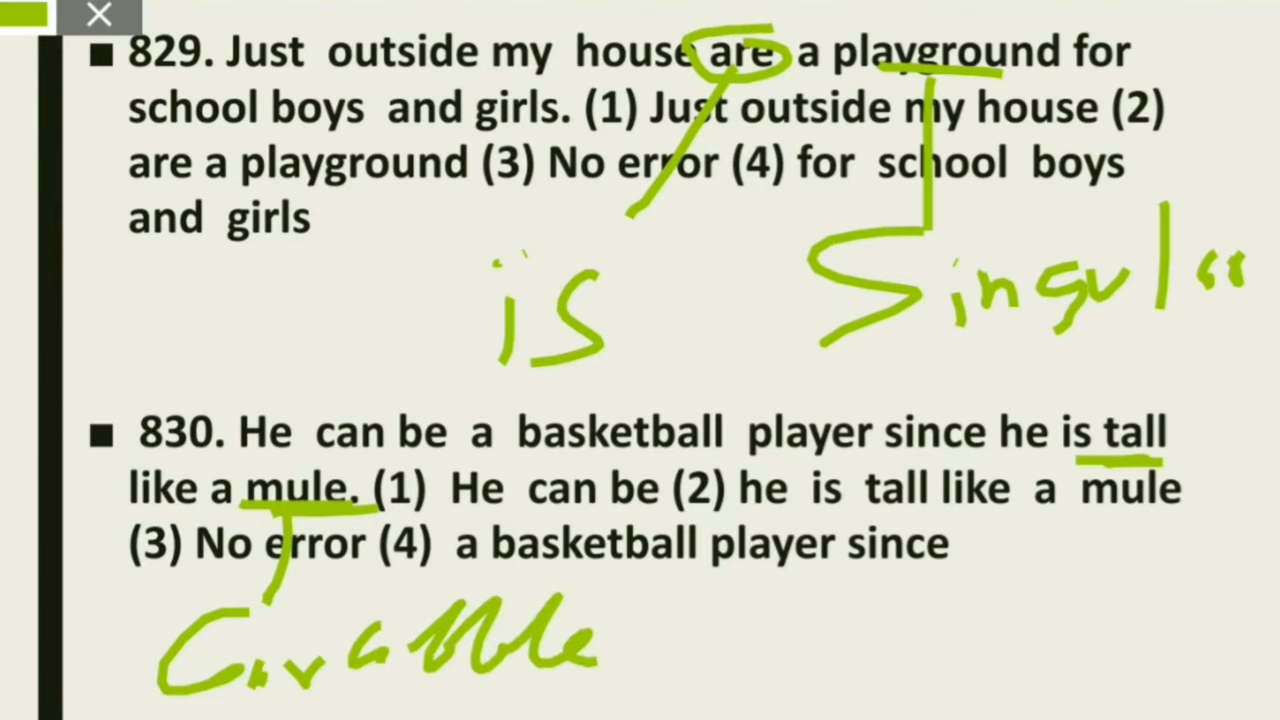 ■ 829. Just outside my house are a playground for
school boys and girls. (1) Just outside my house (2)
are a playground (3) No error (4) for school boys
and girls
is Singular
■ 830. He can be a basketball player since he is tall
like a mule. (1) He can be (2) he is tall like a mule
(3) No error (4) a basketball player since